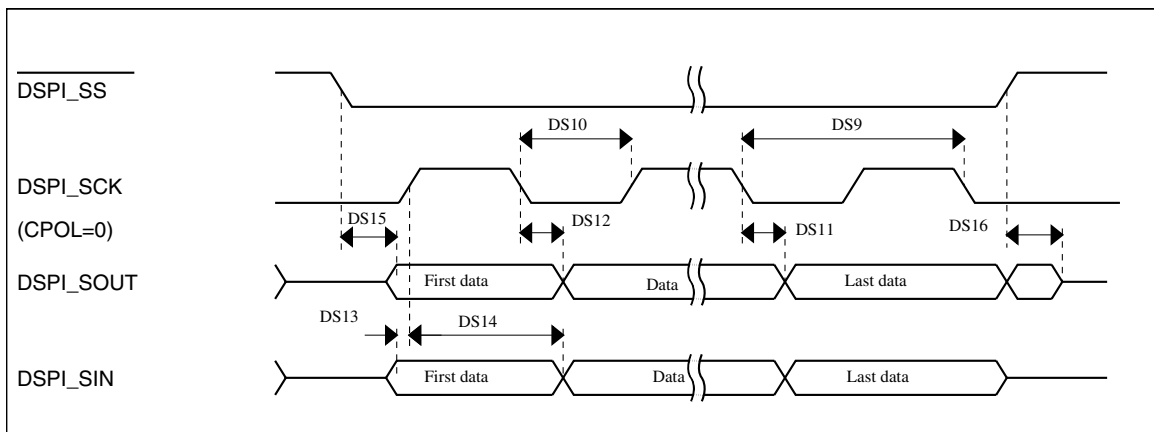 DSPI_SS
DS10
DS9
DSPI_SCK
(CPOL=0)
DS15
DS12
DS11
DS16
DSPI_SOUT
First data
Data
Last data
DS13
DS14
DSPI_SIN
First data
Data
Last data